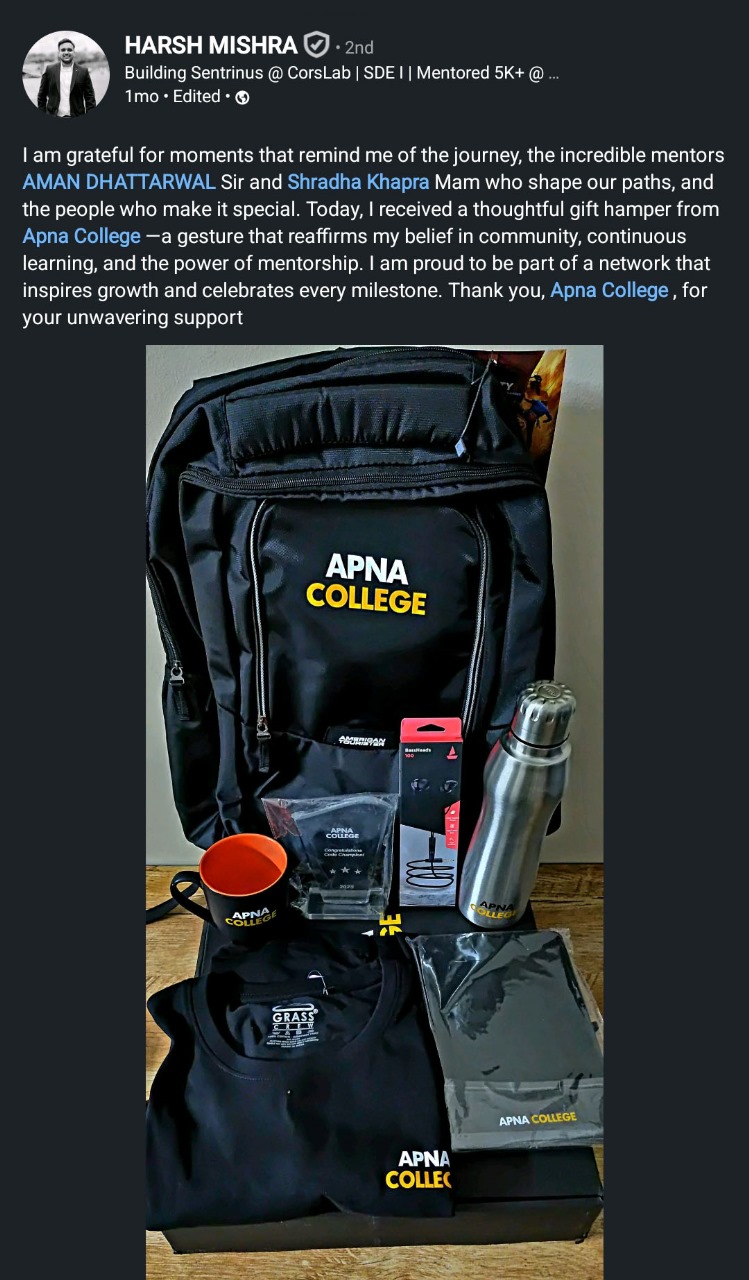 HARSH MISHRA • 2nd
Building Sentrinus @ CorsLab | SDE I | Mentored 5K+ @ ...
1mo • Edited •
I am grateful for moments that remind me of the journey, the incredible mentors
AMAN DHATTARWAL Sir and Shradha Khapra Mam who shape our paths, and
the people who make it special. Today, I received a thoughtful gift hamper from
Apna College —a gesture that reaffirms my belief in community, continuous
learning, and the power of mentorship. I am proud to be part of a network that
inspires growth and celebrates every milestone. Thank you, Apna College , for
your unwavering support
APNA
COLLEGE
AMERICAN
TOURISTER
BassHeads
100
APNA
COLLEGE
Congratulations
Code Champion!
APNA
COLLEGE
APNA
COLLEGE
GE
GRASS
CREW
APNA COLLEGE
APNA
COLLEC